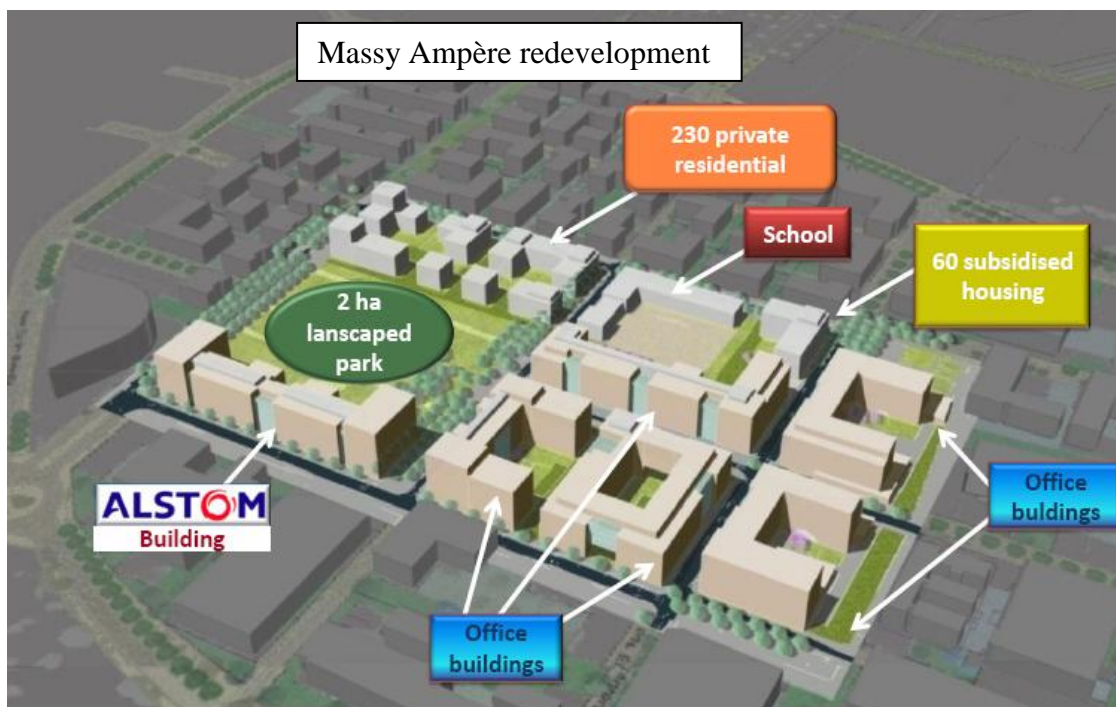 Massy Ampère redevelopment
230 private
residential
School
60 subsidised
housing
2 ha
lanscaped
park
ALSTOM
Building
Office
buldings
Office
buildings